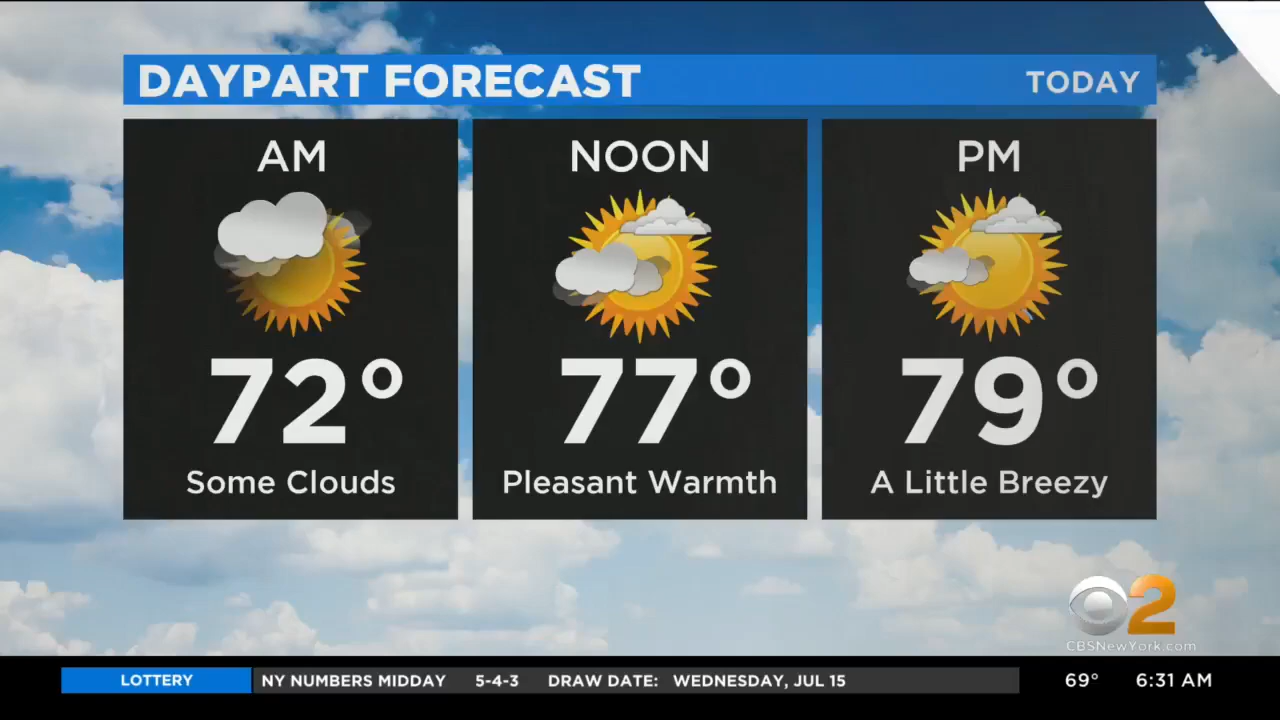 DAYPART FORECAST TODAY
AM
72°
Some Clouds
NOON
77°
Pleasant Warmth
PM
79°
A Little Breezy
2
CBSNewYork.com
LOTTERY NY NUMBERS MIDDAY 5-4-3 DRAW DATE: WEDNESDAY, JUL 15 69° 6:31 AM